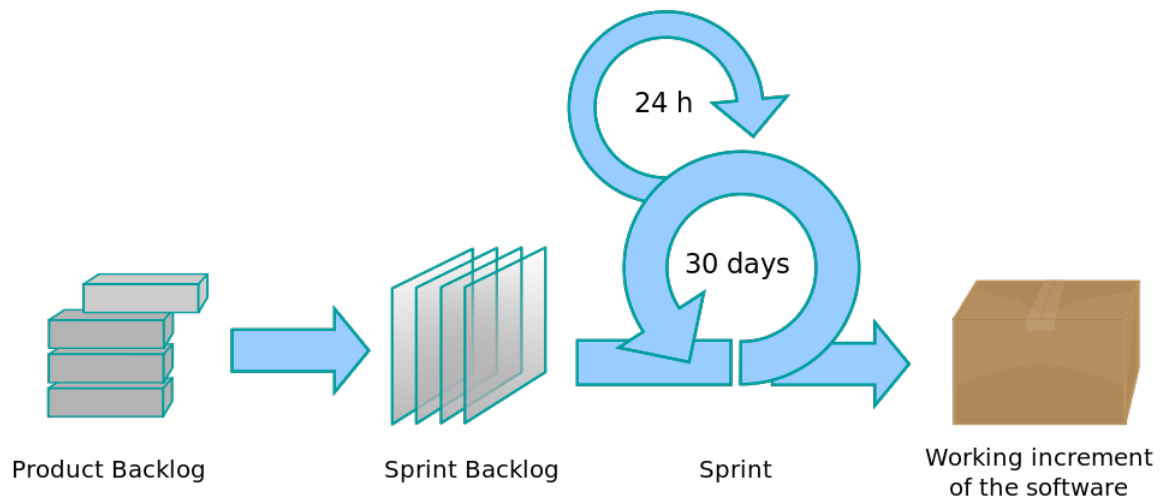 24 h
30 days
Product Backlog
Sprint Backlog
Sprint
Working increment
of the software